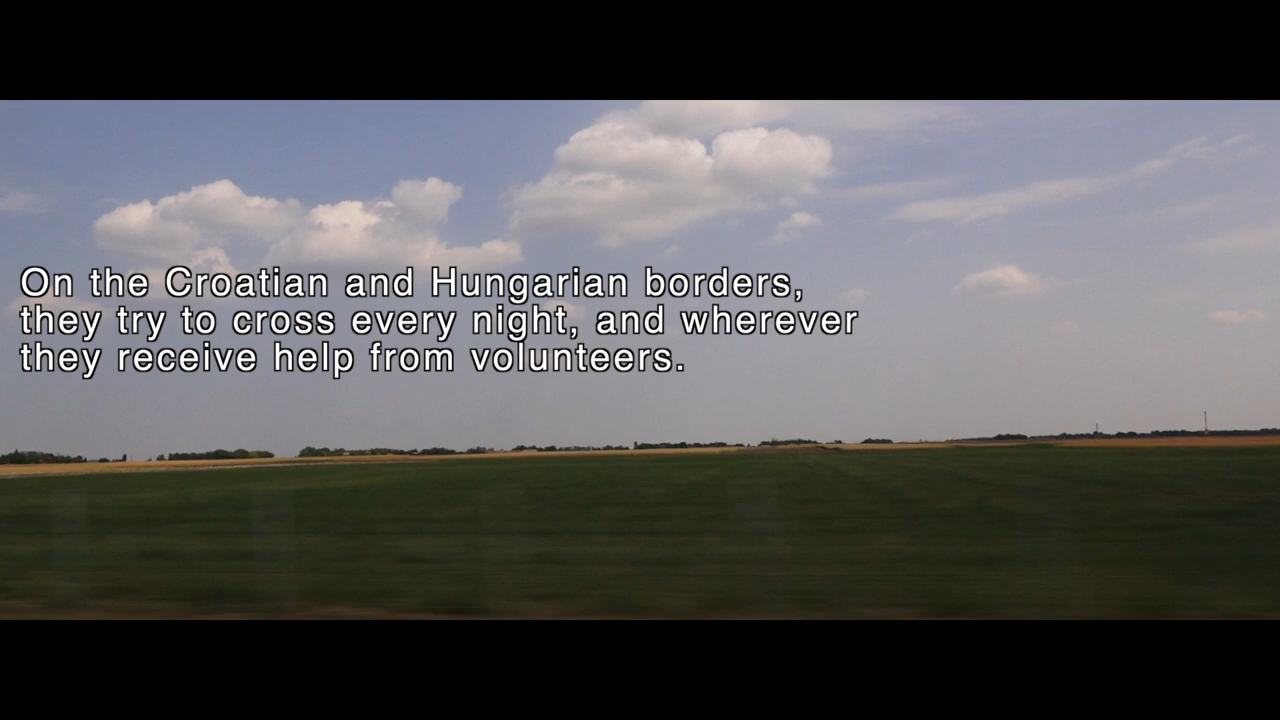 On the Croatian and Hungarian borders,
they try to cross every night, and wherever
they receive help from volunteers.